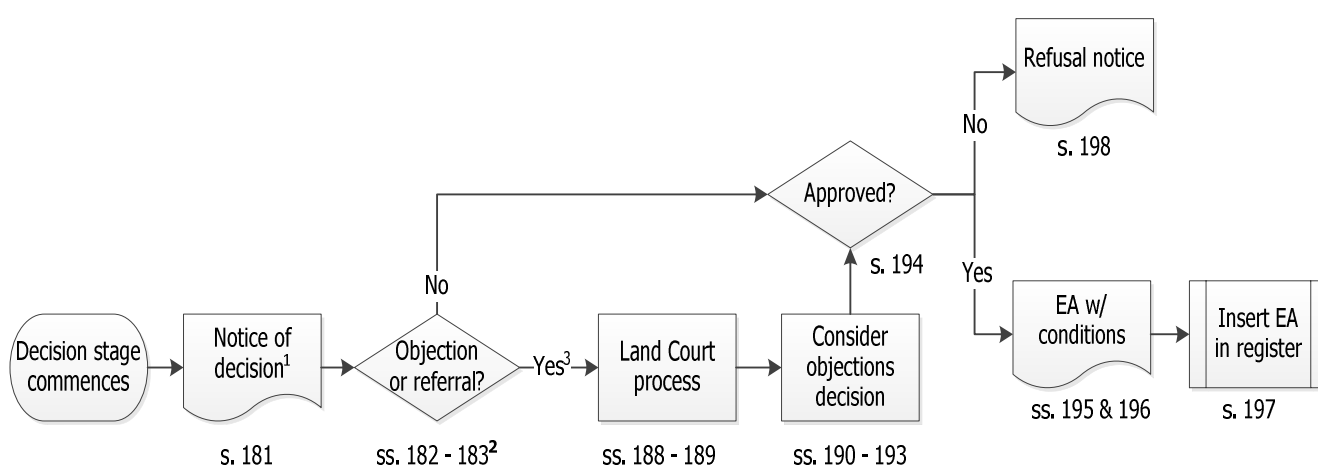 Decision stage
commences
Notice of
decision¹
s. 181
Objection
or referral?
ss. 182 - 183²
No
Yes³
Land Court
process
ss. 188 - 189
Consider
objections
decision
ss. 190 - 193
Approved?
s. 194
No
Refusal notice
s. 198
Yes
EA w/
conditions
ss. 195 & 196
Insert EA
in register
s. 197